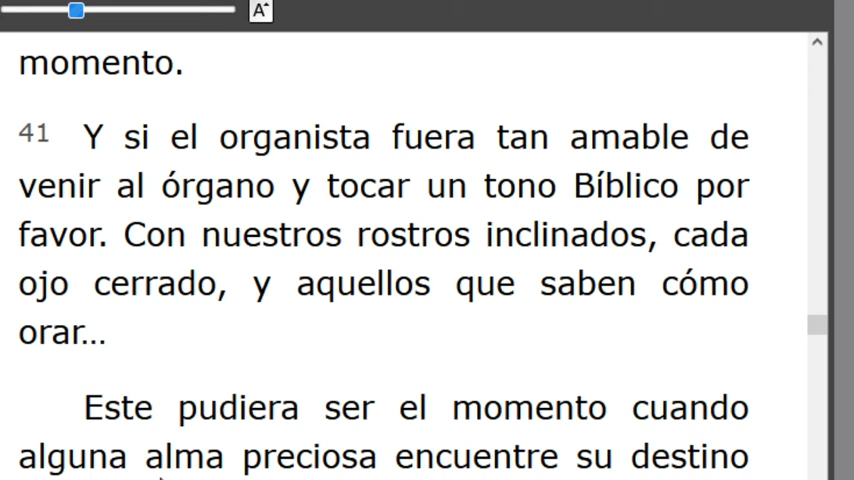 A^
momento.
41 Y si el organista fuera tan amable de
venir al órgano y tocar un tono Bíblico por
favor. Con nuestros rostros inclinados, cada
ojo cerrado, y aquellos que saben cómo
orar...
Este pudiera ser el momento cuando
alguna alma preciosa encuentre su destino